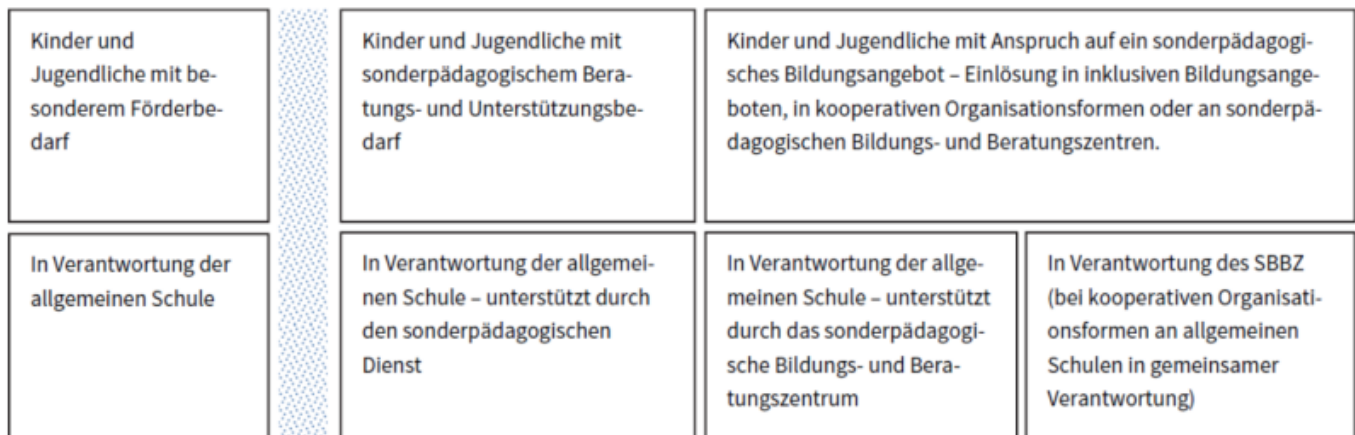 Kinder und
Jugendliche mit be-
sonderem Förderbe-
darf
Kinder und Jugendliche mit
sonderpädagogischem Bera-
tungs- und Unterstützungsbe-
darf
Kinder und Jugendliche mit Anspruch auf ein sonderpädagogi-
sches Bildungsangebot – Einlösung in inklusiven Bildungsange-
boten, in kooperativen Organisationsformen oder an sonderpä-
dagogischen Bildungs- und Beratungszentren.
In Verantwortung der
allgemeinen Schule
In Verantwortung der allgemei-
nen Schule – unterstützt durch
den sonderpädagogischen
Dienst
In Verantwortung der allge-
meinen Schule – unterstützt
durch das sonderpädagogi-
sche Bildungs- und Bera-
tungszentrum
In Verantwortung des SBBZ
(bei kooperativen Organisati-
onsformen an allgemeinen
Schulen in gemeinsamer
Verantwortung)